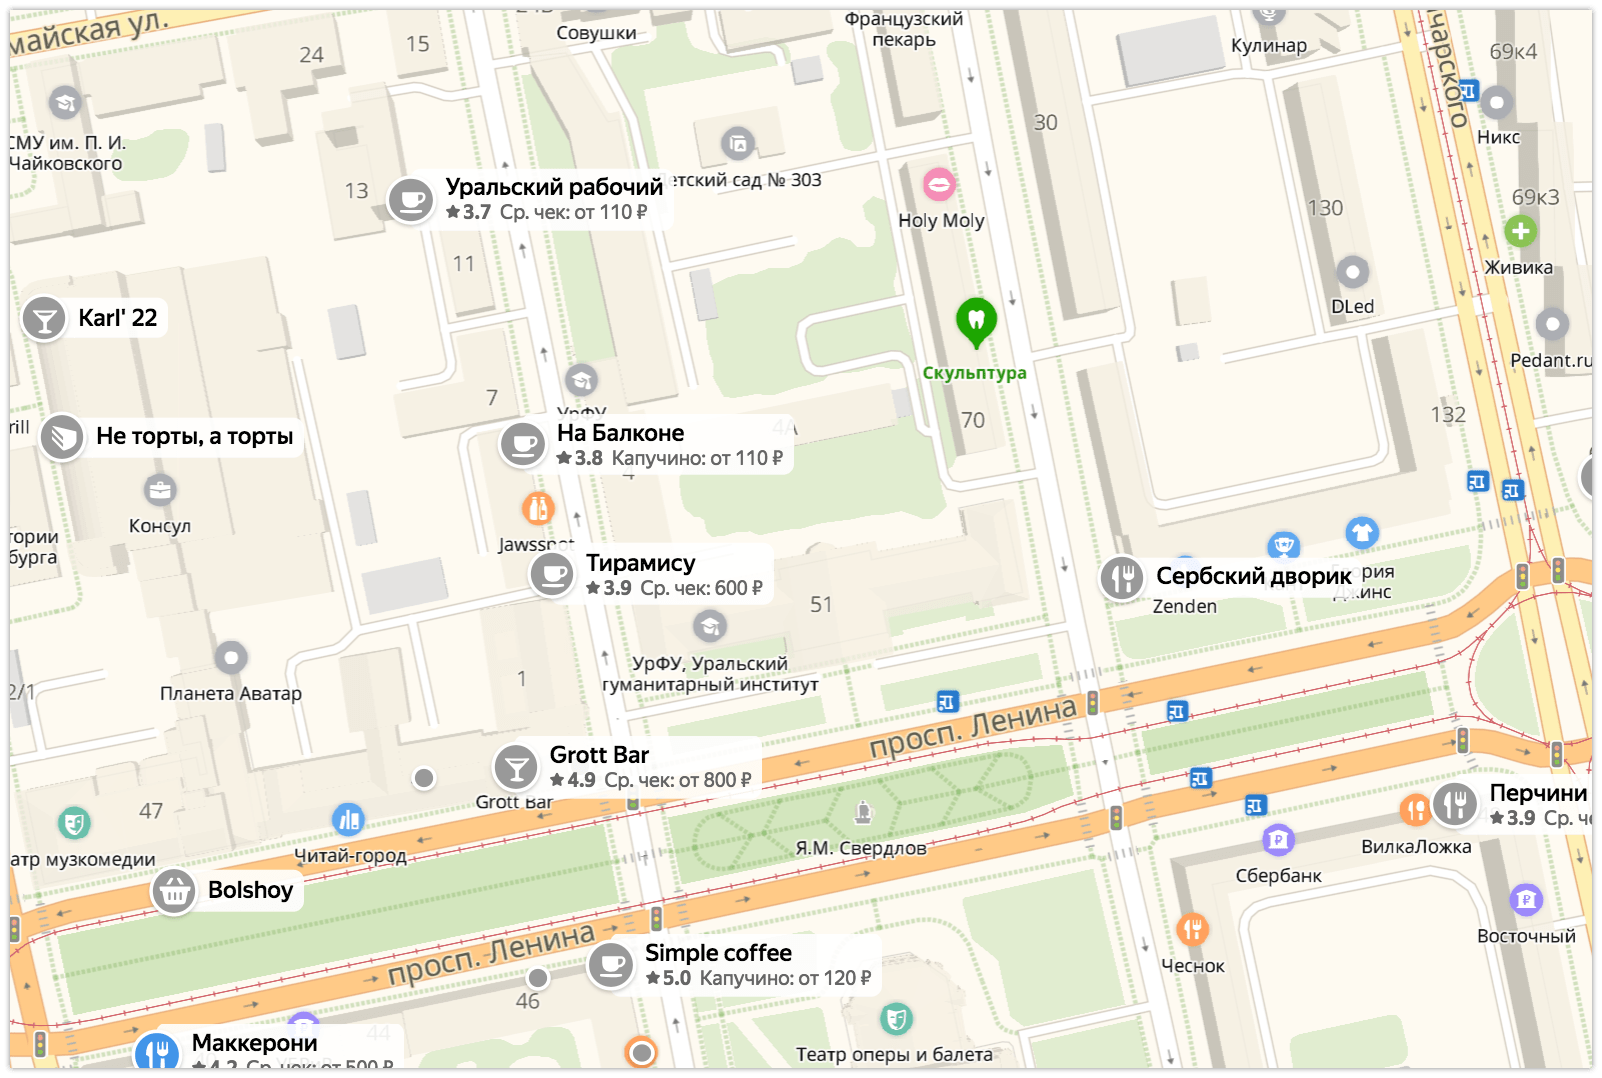 майская ул.
24
15
Совушки
Французский
пекарь
Кулинар
69к4
Никс
СМУ им. П. И.
Чайковского
13
Уральский рабочий
3.7 Ср. чек: от 110 ₽
Детский сад № 303
30
Holy Moly
130
69к3
Живика
11
DLed
Karl' 22
Скульптура
Pedant.ru
7
УрФУ
70
132
rill
Не торты, а торты
На Балконе
3.8 Капучино: от 110 ₽
4А
4
Консул
Jawsspot
тории
бурга
Тирамису
3.9 Ср. чек: 600 ₽
51
Сербский дворик
Zenden
Джинс
УрФУ, Уральский
гуманитарный институт
1
2/1
Планета Аватар
просп. Ленина
Grott Bar
4.9 Ср. чек: от 800 ₽
Grott Bar
47
Перчини
3.9 Ср. че
Читай-город
атр музкомедии
Я.М. Свердлов
ВилкаЛожка
Сбербанк
Bolshoy
Восточный
просп. Ленина
Simple coffee
5.0 Капучино: от 120 ₽
Чеснок
46
44
Маккерони
4.2 Ср. чек: от 500 ₽
Театр оперы и балета